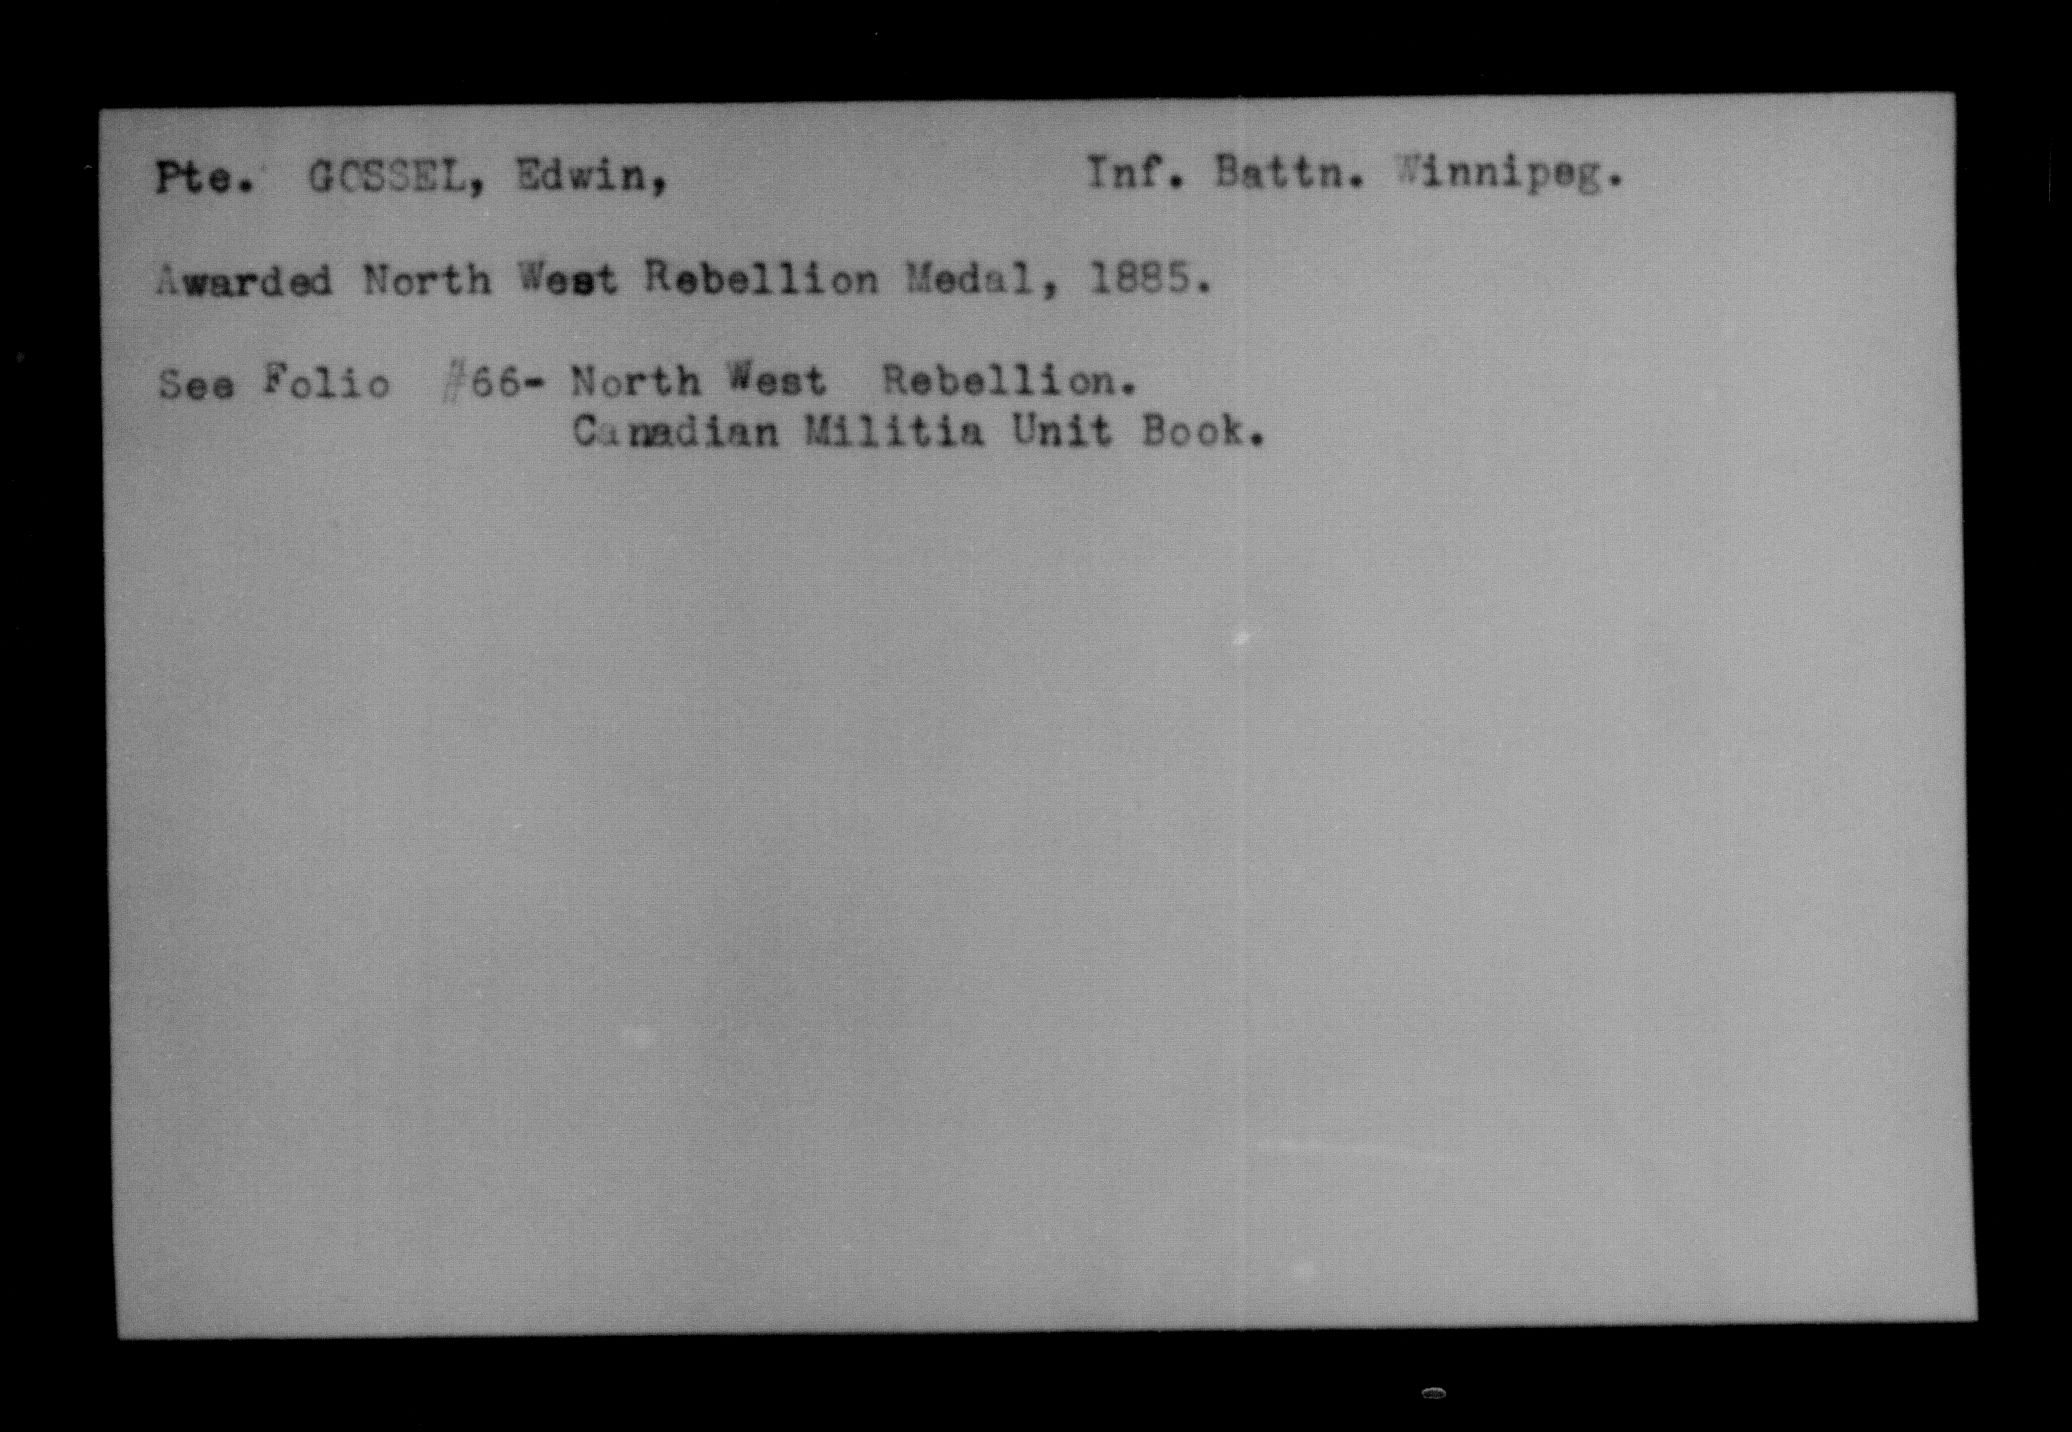 Pte. GOSSEL, Edwin, Inf. Battn. Winnipeg.
Awarded North West Rebellion Medal, 1885.
See Folio #66- North West Rebellion.
Canadian Militia Unit Book.